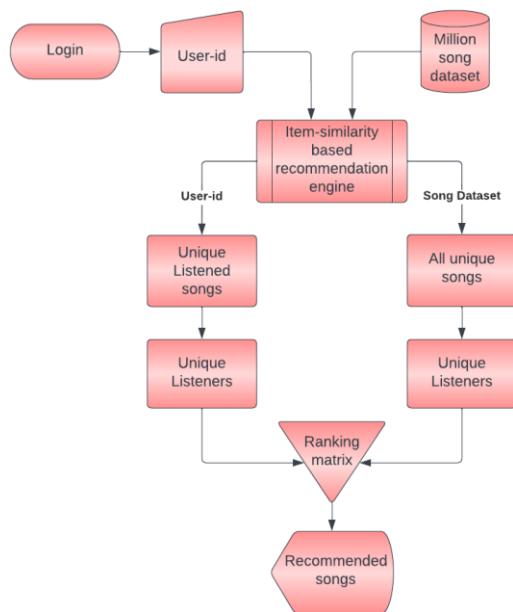 Login
User-id
Million
song
dataset
Item-similarity
based
recommendation
engine
User-id
Song Dataset
Unique
Listened
songs
All unique
songs
Unique
Listeners
Unique
Listeners
Ranking
matrix
Recommended
songs